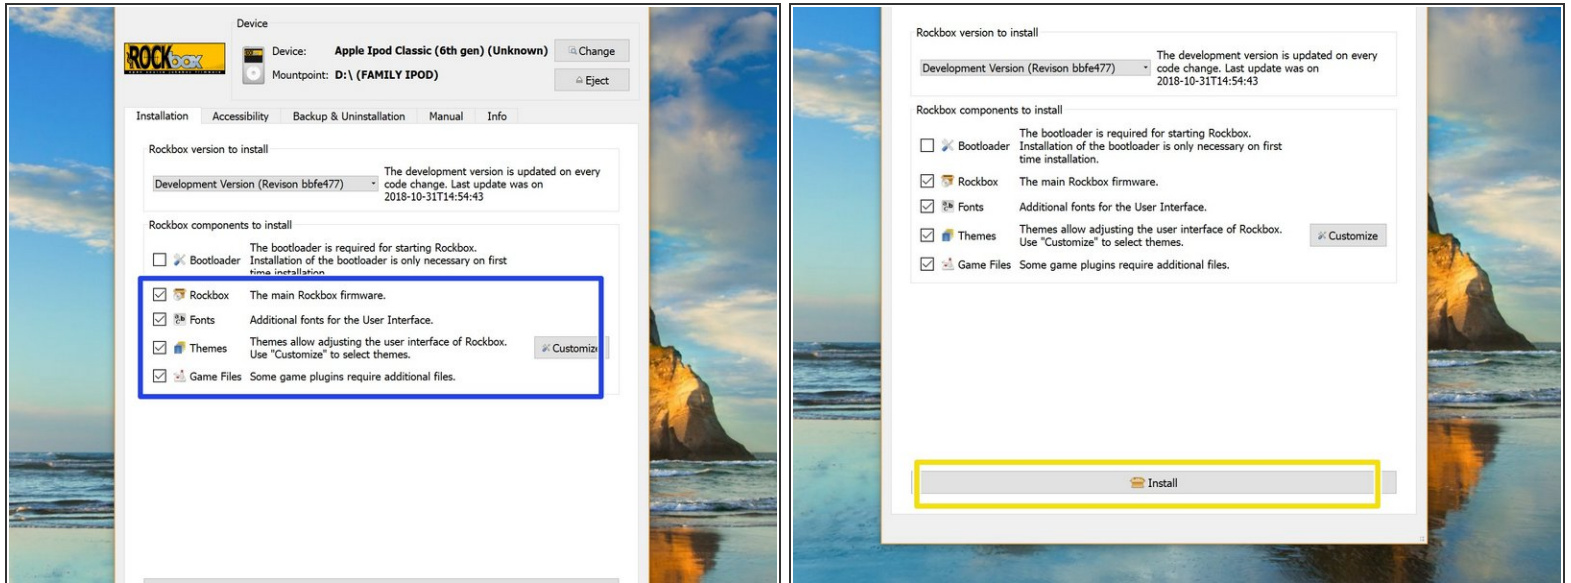 Device
ROCKbox
Device: Apple Ipod Classic (6th gen) (Unknown) Change
Mountpoint: D:\ (FAMILY IPOD) Eject
Installation Accessibility Backup & Uninstallation Manual Info
Rockbox version to install
Development Version (Revison bbfe477)
The development version is updated on every
code change. Last update was on
2018-10-31T14:54:43
Rockbox components to install
Bootloader
The bootloader is required for starting Rockbox.
Installation of the bootloader is only necessary on first
time installation.
Rockbox The main Rockbox firmware.
Fonts Additional fonts for the User Interface.
Themes
Themes allow adjusting the user interface of Rockbox.
Use "Customize" to select themes.
Customize
Game Files Some game plugins require additional files.
Rockbox version to install
Development Version (Revison bbfe477)
The development version is updated on every
code change. Last update was on
2018-10-31T14:54:43
Rockbox components to install
Bootloader
The bootloader is required for starting Rockbox.
Installation of the bootloader is only necessary on first
time installation.
Rockbox The main Rockbox firmware.
Fonts Additional fonts for the User Interface.
Themes
Themes allow adjusting the user interface of Rockbox.
Use "Customize" to select themes.
Customize
Game Files Some game plugins require additional files.
Install